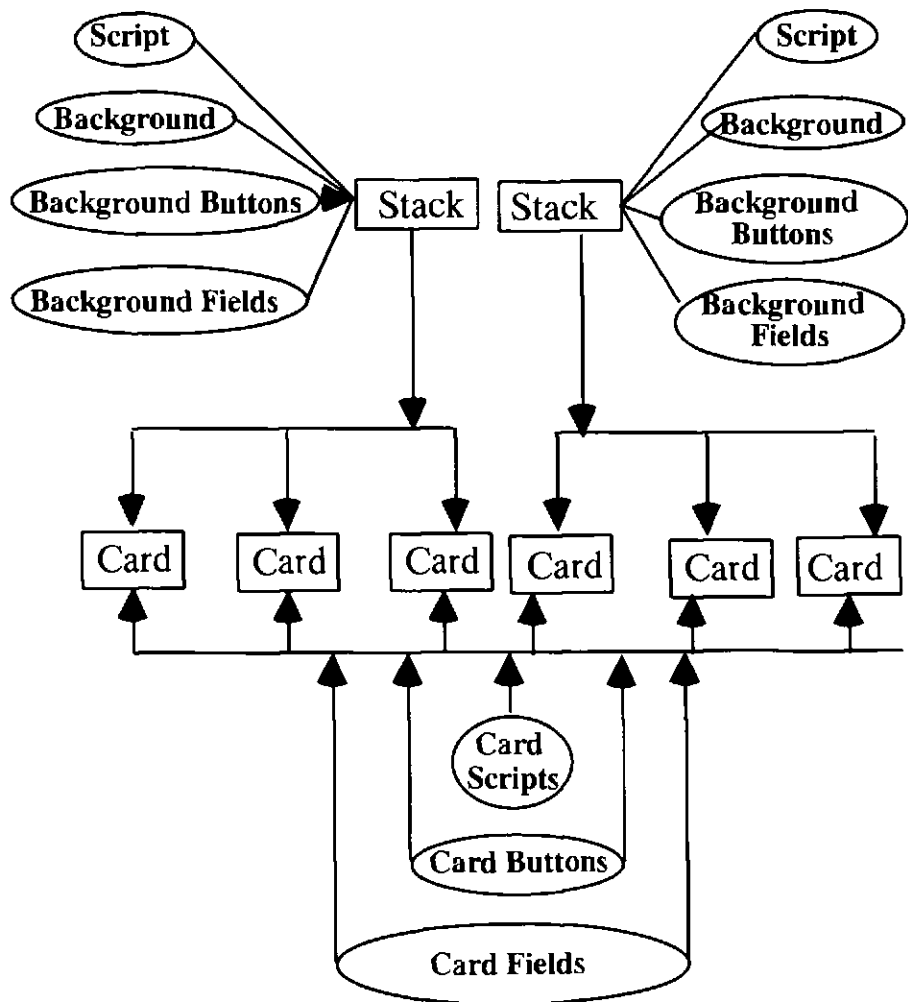 Script
Script
Background
Background
Background Buttons
Stack
Stack
Background
Buttons
Background Fields
Background
Fields
Card
Card
Card
Card
Card
Card
Card
Scripts
Card Buttons
Card Fields